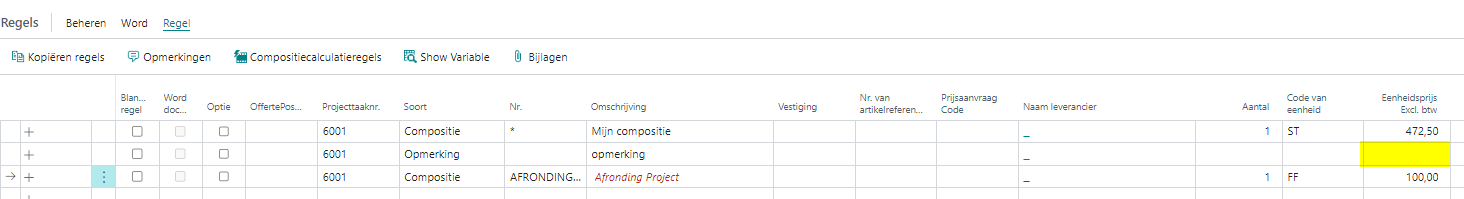 Regels Beheren Word Regel
Kopiëren regels Opmerkingen Compositiecalculatieregels Show Variable Bijlagen
Blan... regel Word doc... Optie OffertePos... Projecttaaknr. Soort Nr. Omschrijving Vestiging Nr. van artikelreferen... Prijsaanvraag Code Naam leverancier Aantal Code van eenheid Eenheidsprijs Excl. btw
6001 Compositie * Mijn compositie _ 1 ST 472,50
6001 Opmerking opmerking _
6001 Compositie AFRONDING... Afronding Project _ 1 FF 100,00